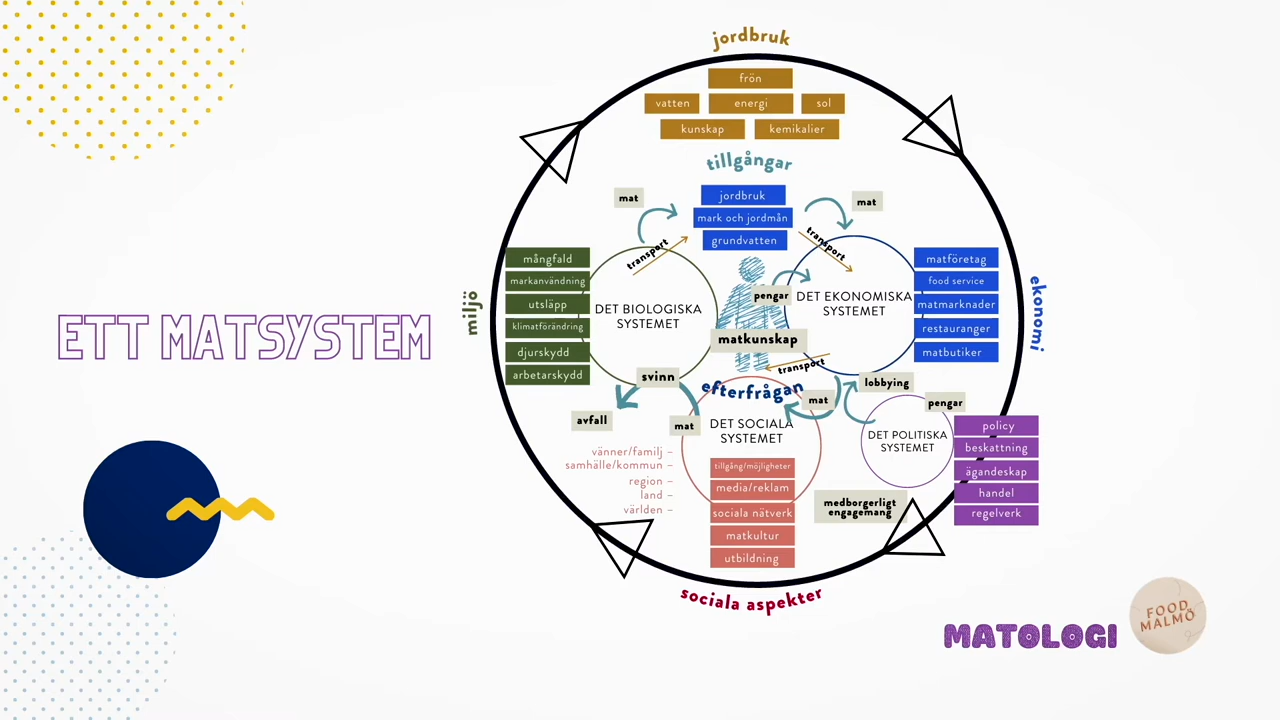 ETT MATSYSTEM
jordbruk
frön
vatten
energi
sol
kunskap
kemikalier
tillgångar
mat
jordbruk
mark och jordmån
grundvatten
mat
transport
transport
miljö
mångfald
markanvändning
utsläpp
klimatförändring
djurskydd
arbetarskydd
DET BIOLOGISKA
SYSTEMET
pengar
DET EKONOMISKA
SYSTEMET
matkunskap
matföretag
food service
matmarknader
restauranger
matbutiker
ekonomi
transport
svinn
efterfrågan
lobbying
avfall
mat
mat
pengar
DET SOCIALA
SYSTEMET
DET POLITISKA
SYSTEMET
policy
beskattning
ägandeskap
handel
regelverk
vänner/familj –
samhälle/kommun –
region –
land –
världen –
tillgång/möjligheter
media/reklam
sociala nätverk
matkultur
utbildning
medborgerligt
engagemang
sociala aspekter
MATOLOGI
FOOD
MALMÖ